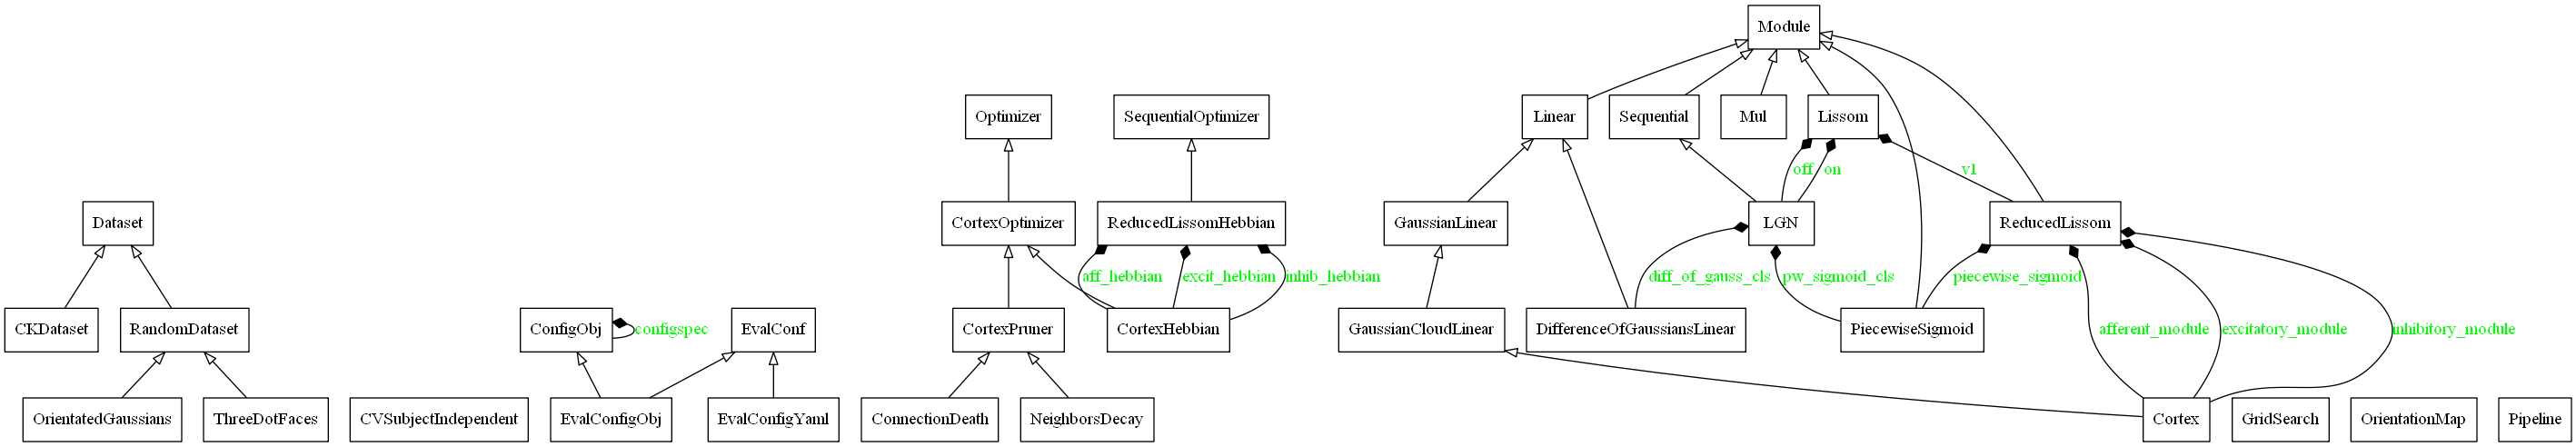 Module
Optimizer
SequentialOptimizer
Linear
Sequential
Mul
Lissom
off
on
v1
Dataset
CortexOptimizer
ReducedLissomHebbian
GaussianLinear
LGN
ReducedLissom
aff_hebbian
excit_hebbian
inhib_hebbian
diff_of_gauss_cls
pw_sigmoid_cls
piecewise_sigmoid
CKDataset
RandomDataset
ConfigObj
configspec
EvalConf
CortexPruner
CortexHebbian
GaussianCloudLinear
DifferenceOfGaussiansLinear
PiecewiseSigmoid
afferent_module
excitatory_module
inhibitory_module
OrientatedGaussians
ThreeDotFaces
CVSubjectIndependent
EvalConfigObj
EvalConfigYaml
ConnectionDeath
NeighborsDecay
Cortex
GridSearch
OrientationMap
Pipeline